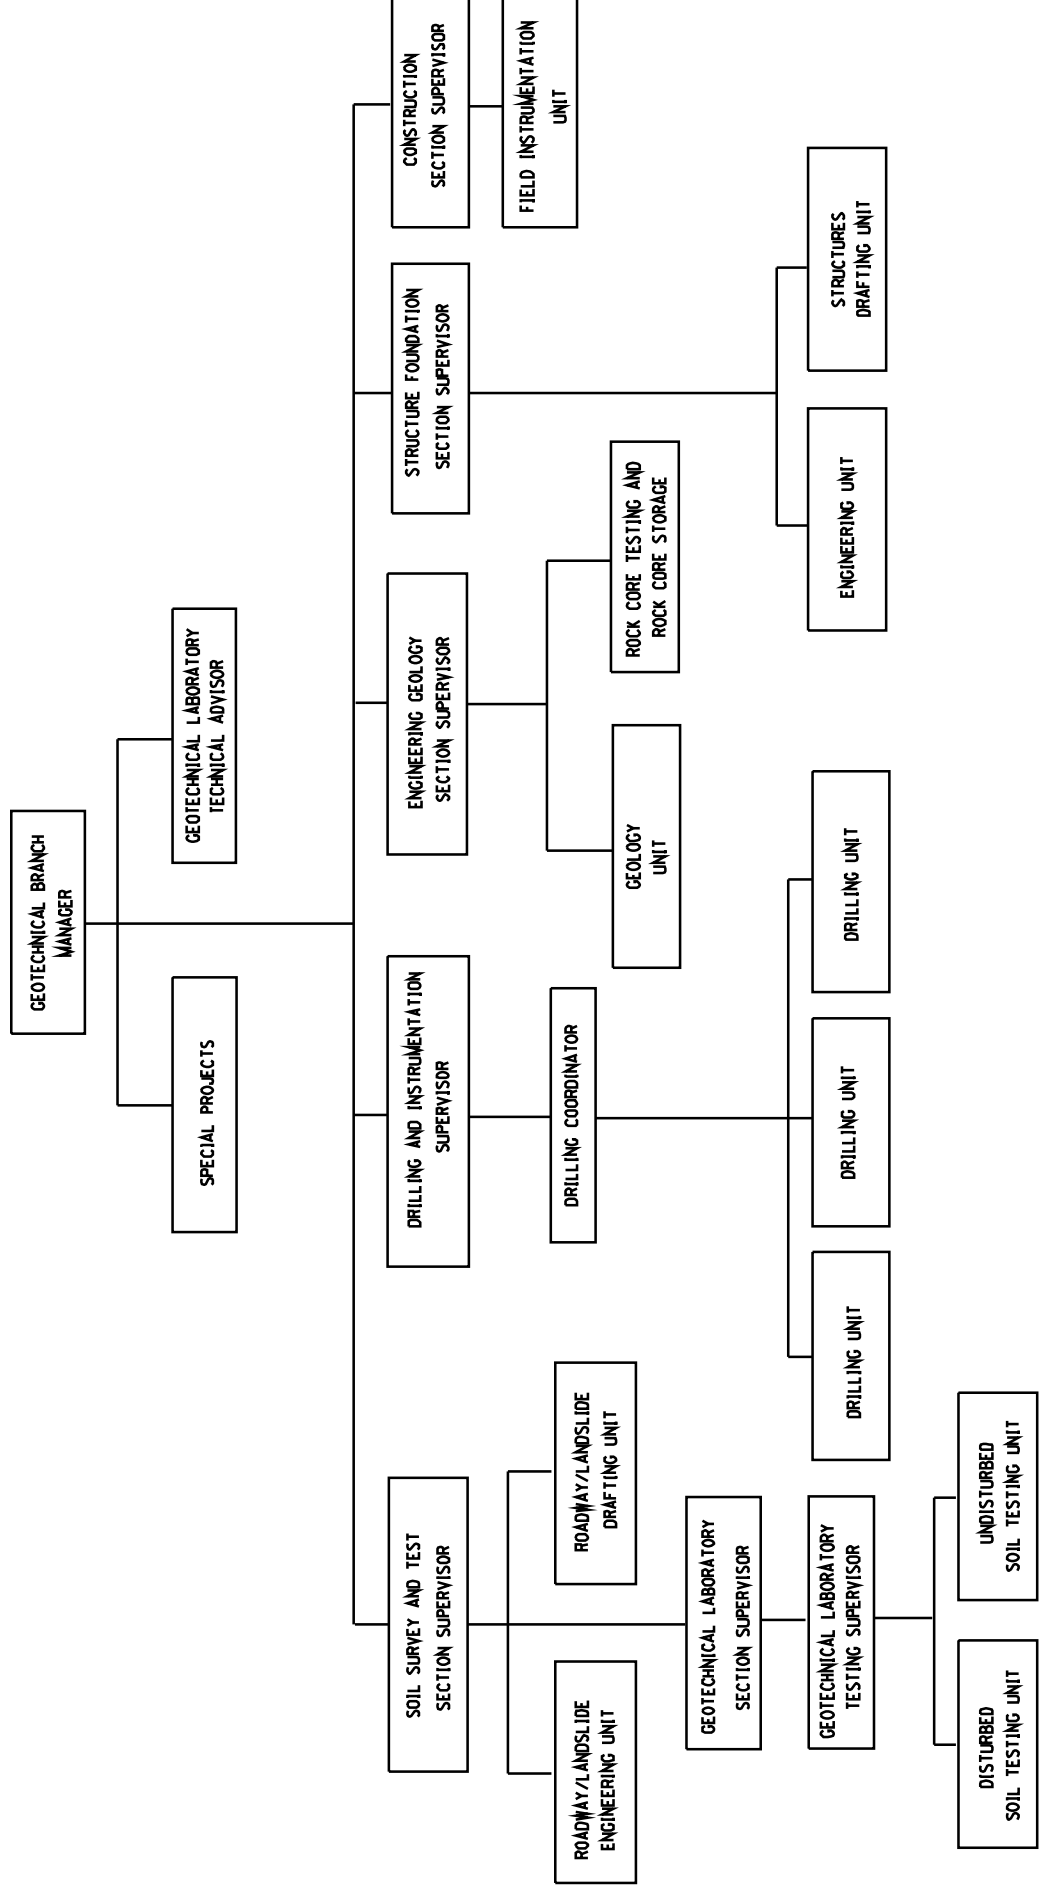 GEOTECHNICAL BRANCH
MANAGER
SPECIAL PROJECTS
GEOTECHNICAL LABORATORY
TECHNICAL ADVISOR
SOIL SURVEY AND TEST
SECTION SUPERVISOR
DRILLING AND INSTRUMENTATION
SUPERVISOR
ENGINEERING GEOLOGY
SECTION SUPERVISOR
STRUCTURE FOUNDATION
SECTION SUPERVISOR
CONSTRUCTION
SECTION SUPERVISOR
ROADWAY/LANDSLIDE
ENGINEERING UNIT
ROADWAY/LANDSLIDE
DRAFTING UNIT
DRILLING COORDINATOR
GEOLOGY
UNIT
ROCK CORE TESTING AND
ROCK CORE STORAGE
FIELD INSTRUMENTATION
UNIT
GEOTECHNICAL LABORATORY
SECTION SUPERVISOR
GEOTECHNICAL LABORATORY
TESTING SUPERVISOR
DRILLING UNIT
DRILLING UNIT
DRILLING UNIT
ENGINEERING UNIT
STRUCTURES
DRAFTING UNIT
DISTURBED
SOIL TESTING UNIT
UNDISTURBED
SOIL TESTING UNIT